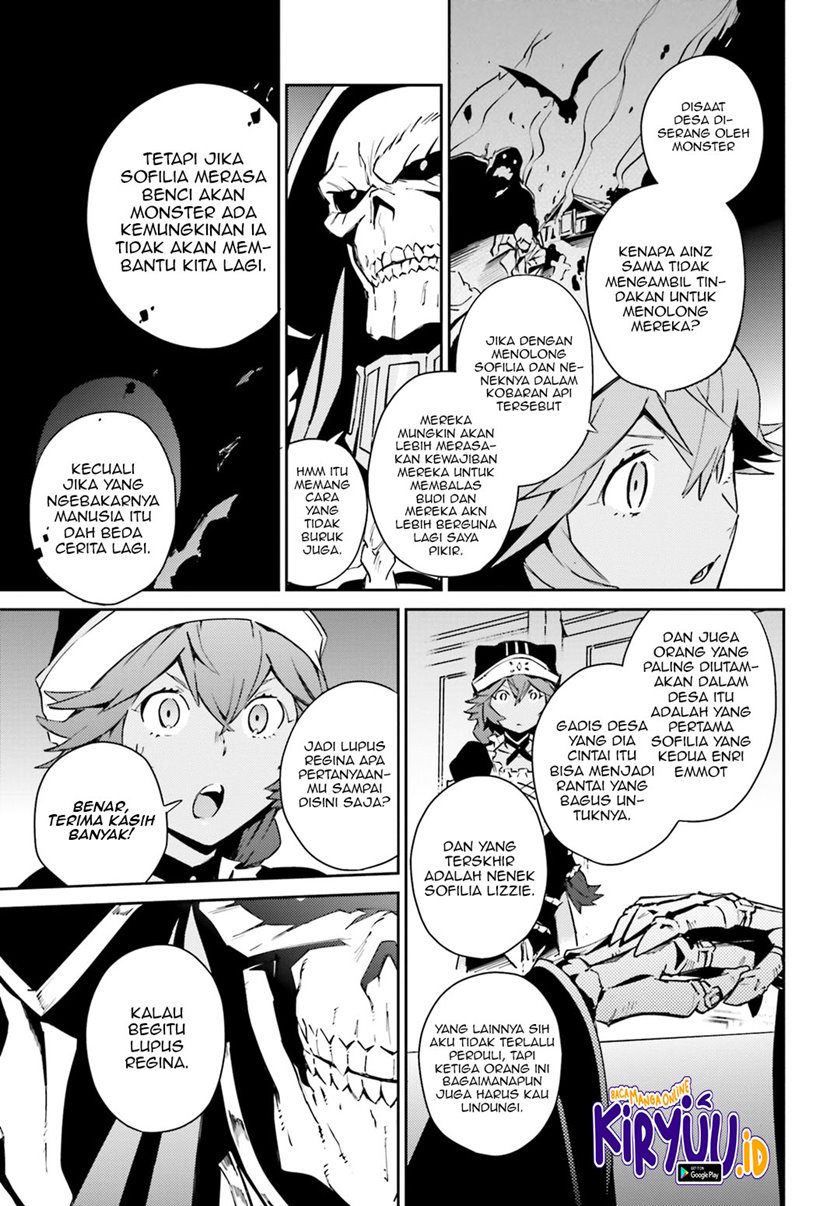 DISAAT
DESA DI-
SERANG OLEH
MONSTER
KENAPA AINZ
SAMA TIDAK
MENGAMBIL TIN-
DAKAN UNTUK
MENOLONG
MEREKA?
JIKA DENGAN
MENOLONG
SOFILIA DAN NE-
NEKNYA DALAM
KOBARAN API
TERSEBUT
MEREKA
MUNGKIN AKAN
LEBIH MERASA-
KAN KEWAJIBAN
MEREKA UNTUK
MEMBALAS
BUDI DAN
MEREKA AKN
LEBIH BERGUNA
LAGI SAYA
PIKIR.
HMM ITU
MEMANG
CARA
YANG
TIDAK
BURUK
JUGA.
TETAPI JIKA
SOFILIA MERASA
BENCI AKAN
MONSTER ADA
KEMUNGKINAN IA
TIDAK AKAN MEM-
BANTU KITA LAGI.
KECUALI
JIKA YANG
NGEBAKARNYA
MANUSIA ITU
DAH BEDA
CERITA LAGI.
DAN JUGA
ORANG YANG
PALING DIUTAM-
AKAN DALAM
DESA ITU
ADALAH YANG
PERTAMA
SOFILIA YANG
KEDUA ENRI
EMMOT
GADIS DESA
YANG DIA
CINTAI ITU
BISA MENJADI
RANTAI YANG
BAGUS UN-
TUKNYA.
DAN YANG
TERSKHIR
ADALAH NENEK
SOFILIA LIZZIE.
YANG LAINNYA SIH
AKU TIDAK TERLALU
PERDULI, TAPI
KETIGA ORANG INI
BAGAIMANAPUN
JUGA HARUS KAU
LINDUNGI.
JADI LUPUS
REGINA APA
PERTANYAAN-
MU SAMPAI
DISINI SAJA?
BENAR,
TERIMA KASIH
BANYAK!
KALAU
BEGITU
LUPUS
REGINA.
BACA MANGA ONLINE
KIRYUU.ID
GET IT ON
Google Play